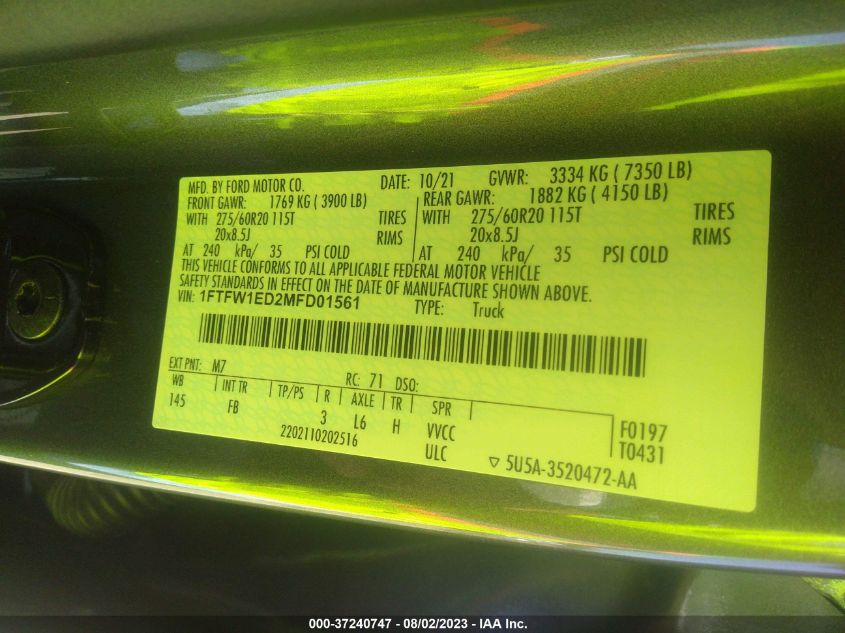 MFD. BY FORD MOTOR CO. DATE: 10/21 GVWR: 3334 KG ( 7350 LB)
FRONT GAWR: 1769 KG ( 3900 LB) REAR GAWR: 1882 KG ( 4150 LB)
WITH 275/60R20 115T TIRES WITH 275/60R20 115T TIRES
20x8.5J RIMS 20x8.5J RIMS
AT 240 kPa/ 35 PSI COLD AT 240 kPa/ 35 PSI COLD
THIS VEHICLE CONFORMS TO ALL APPLICABLE FEDERAL MOTOR VEHICLE
SAFETY STANDARDS IN EFFECT ON THE DATE OF MANUFACTURE SHOWN ABOVE.
VIN: 1FTFW1ED2MFD01561 TYPE: Truck
EXT PNT: M7 RC: 71 DSO:
WB INT TR TP/PS R AXLE TR SPR
145 FB 3 L6 H VVCC F0197
2202110202516 ULC T0431
5U5A-3520472-AA
000-37240747 - 08/02/2023 - IAA Inc.